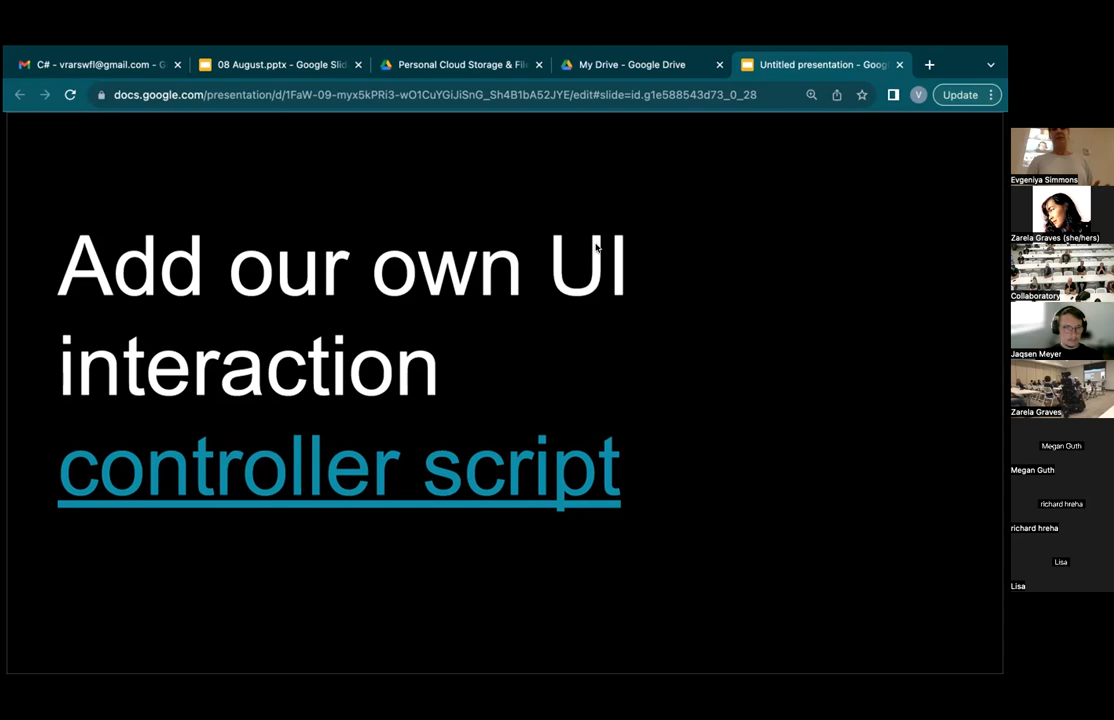 C# - vrarswfl@gmail.com - G
08 August.pptx - Google Slid
Personal Cloud Storage & File
My Drive - Google Drive
Untitled presentation - Goog
docs.google.com/presentation/d/1FaW-09-myx5kPRi3-wO1CuYGiJiSnG_Sh4B1bA52JYE/edit#slide=id.g1e588543d73_0_28
V
Update
Add our own UI
interaction
controller script
Evgeniya Simmons
Zarela Graves (she/hers)
Collaboratory
Jaqsen Meyer
Zarela Graves
Megan Guth
Megan Guth
richard hreha
richard hreha
Lisa
Lisa